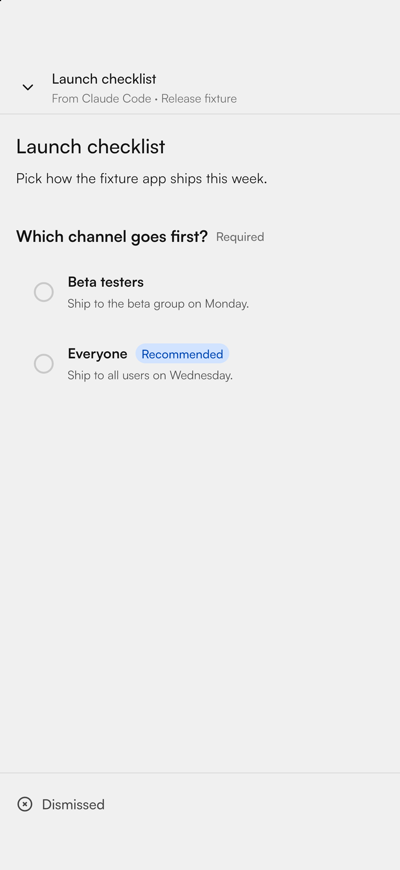 Launch checklist
From Claude Code • Release fixture
Launch checklist
Pick how the fixture app ships this week.
Which channel goes first? Required
Beta testers
Ship to the beta group on Monday.
Everyone Recommended
Ship to all users on Wednesday.
Dismissed